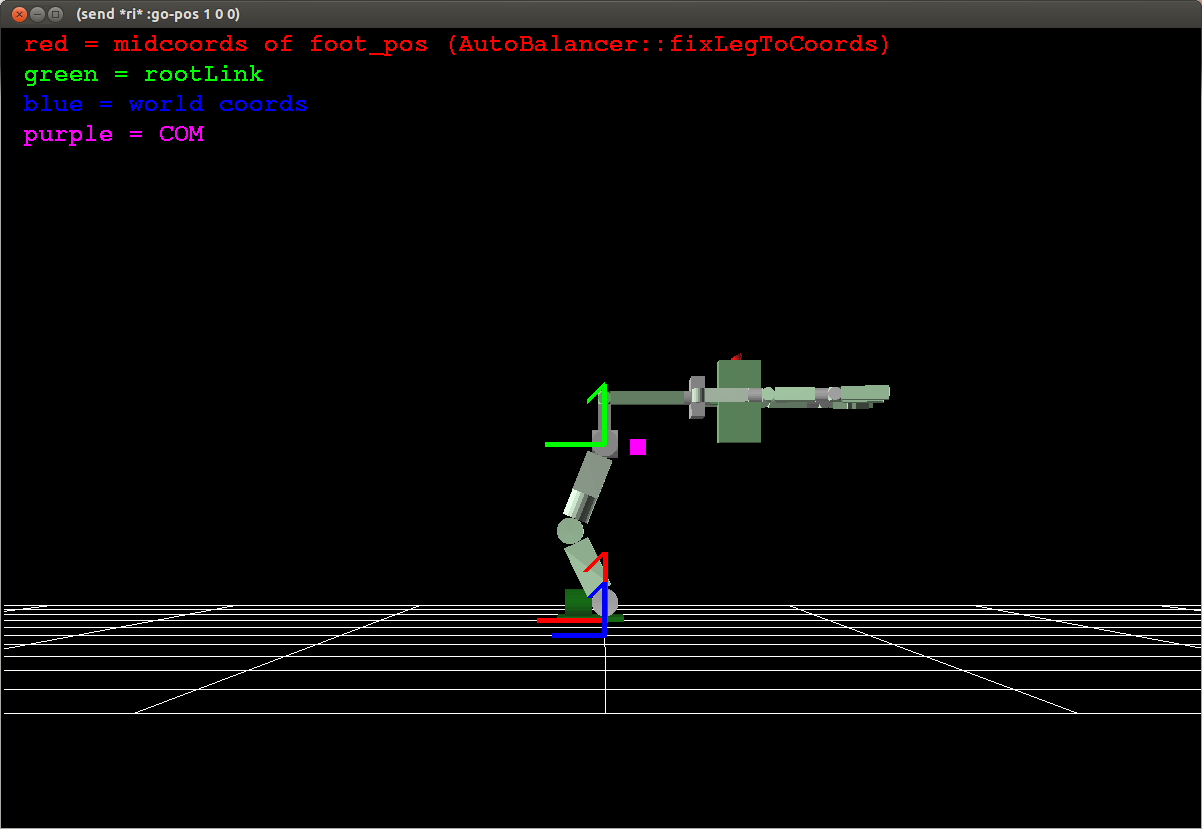 (send *ri* :go-pos 1 0 0)
red = midcoords of foot_pos (AutoBalancer::fixLegToCoords)
green = rootLink
blue = world coords
purple = COM